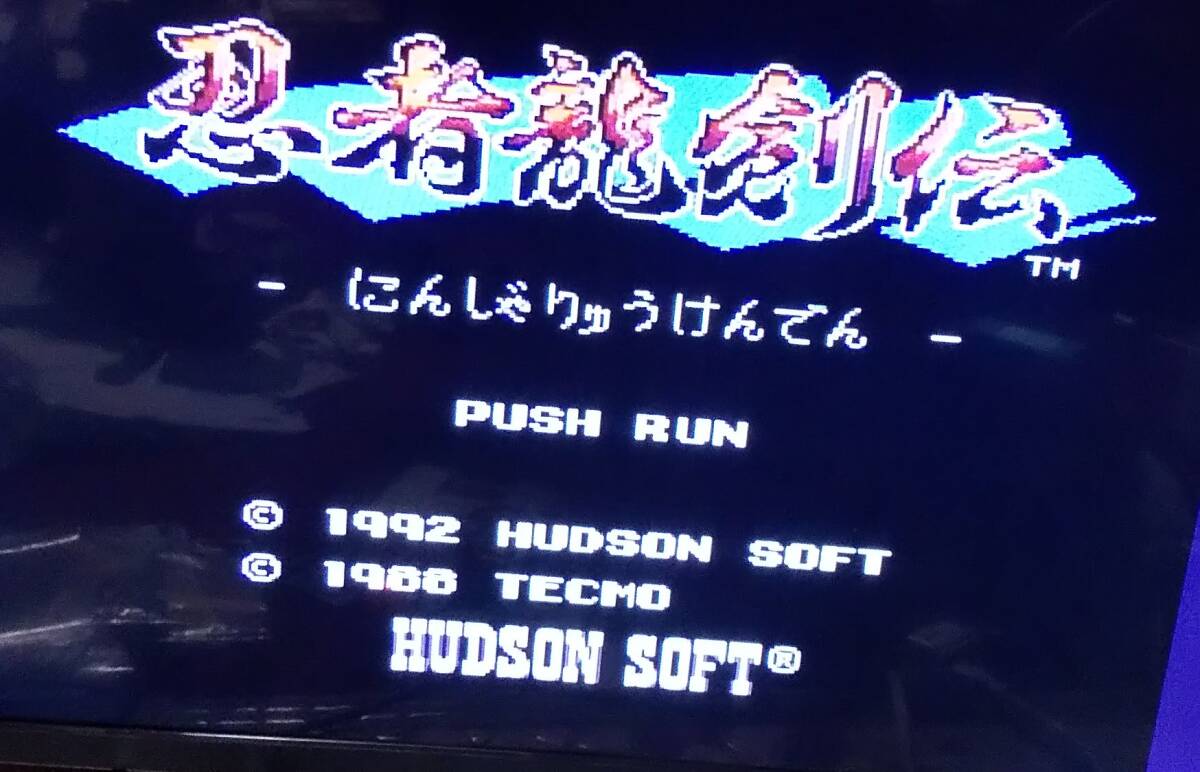 忍者龍剣伝
TM
- にんじゃりゅうけんでん -
PUSH RUN
© 1992 HUDSON SOFT
© 1988 TECMO
HUDSON SOFT®